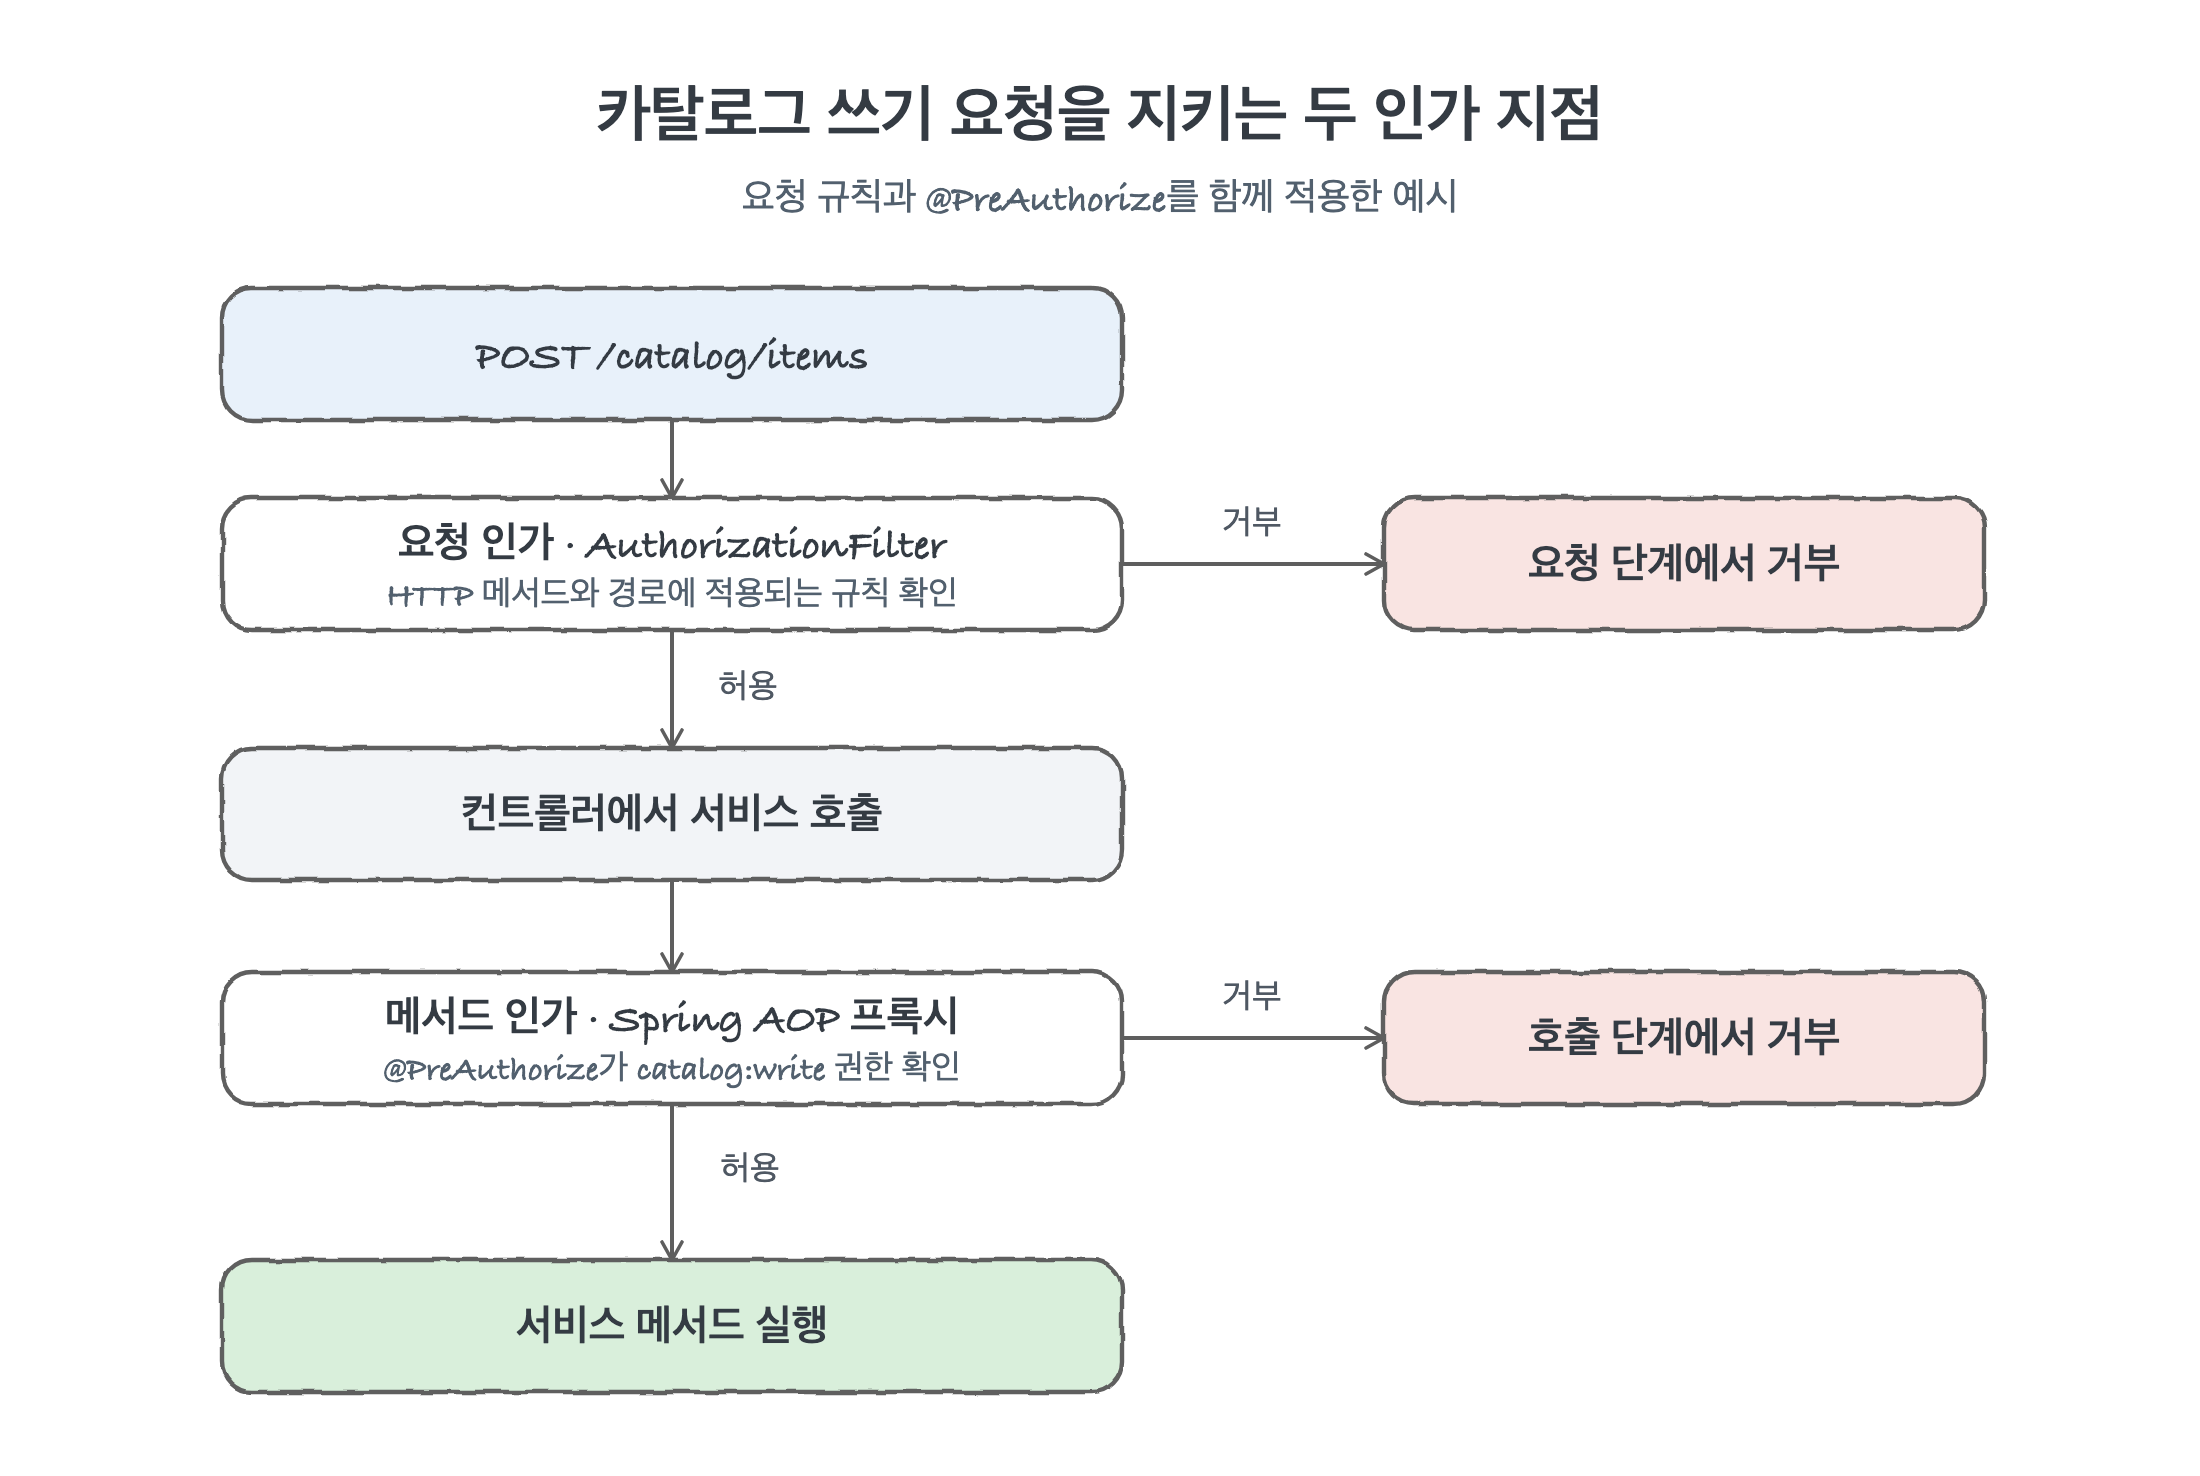 카탈로그 쓰기 요청을 지키는 두 인가 지점
요청 규칙과 @PreAuthorize를 함께 적용한 예시
POST /catalog/items
요청 인가 · AuthorizationFilter
HTTP 메서드와 경로에 적용되는 규칙 확인
거부
요청 단계에서 거부
허용
컨트롤러에서 서비스 호출
메서드 인가 · Spring AOP 프록시
@PreAuthorize가 catalog:write 권한 확인
거부
호출 단계에서 거부
허용
서비스 메서드 실행